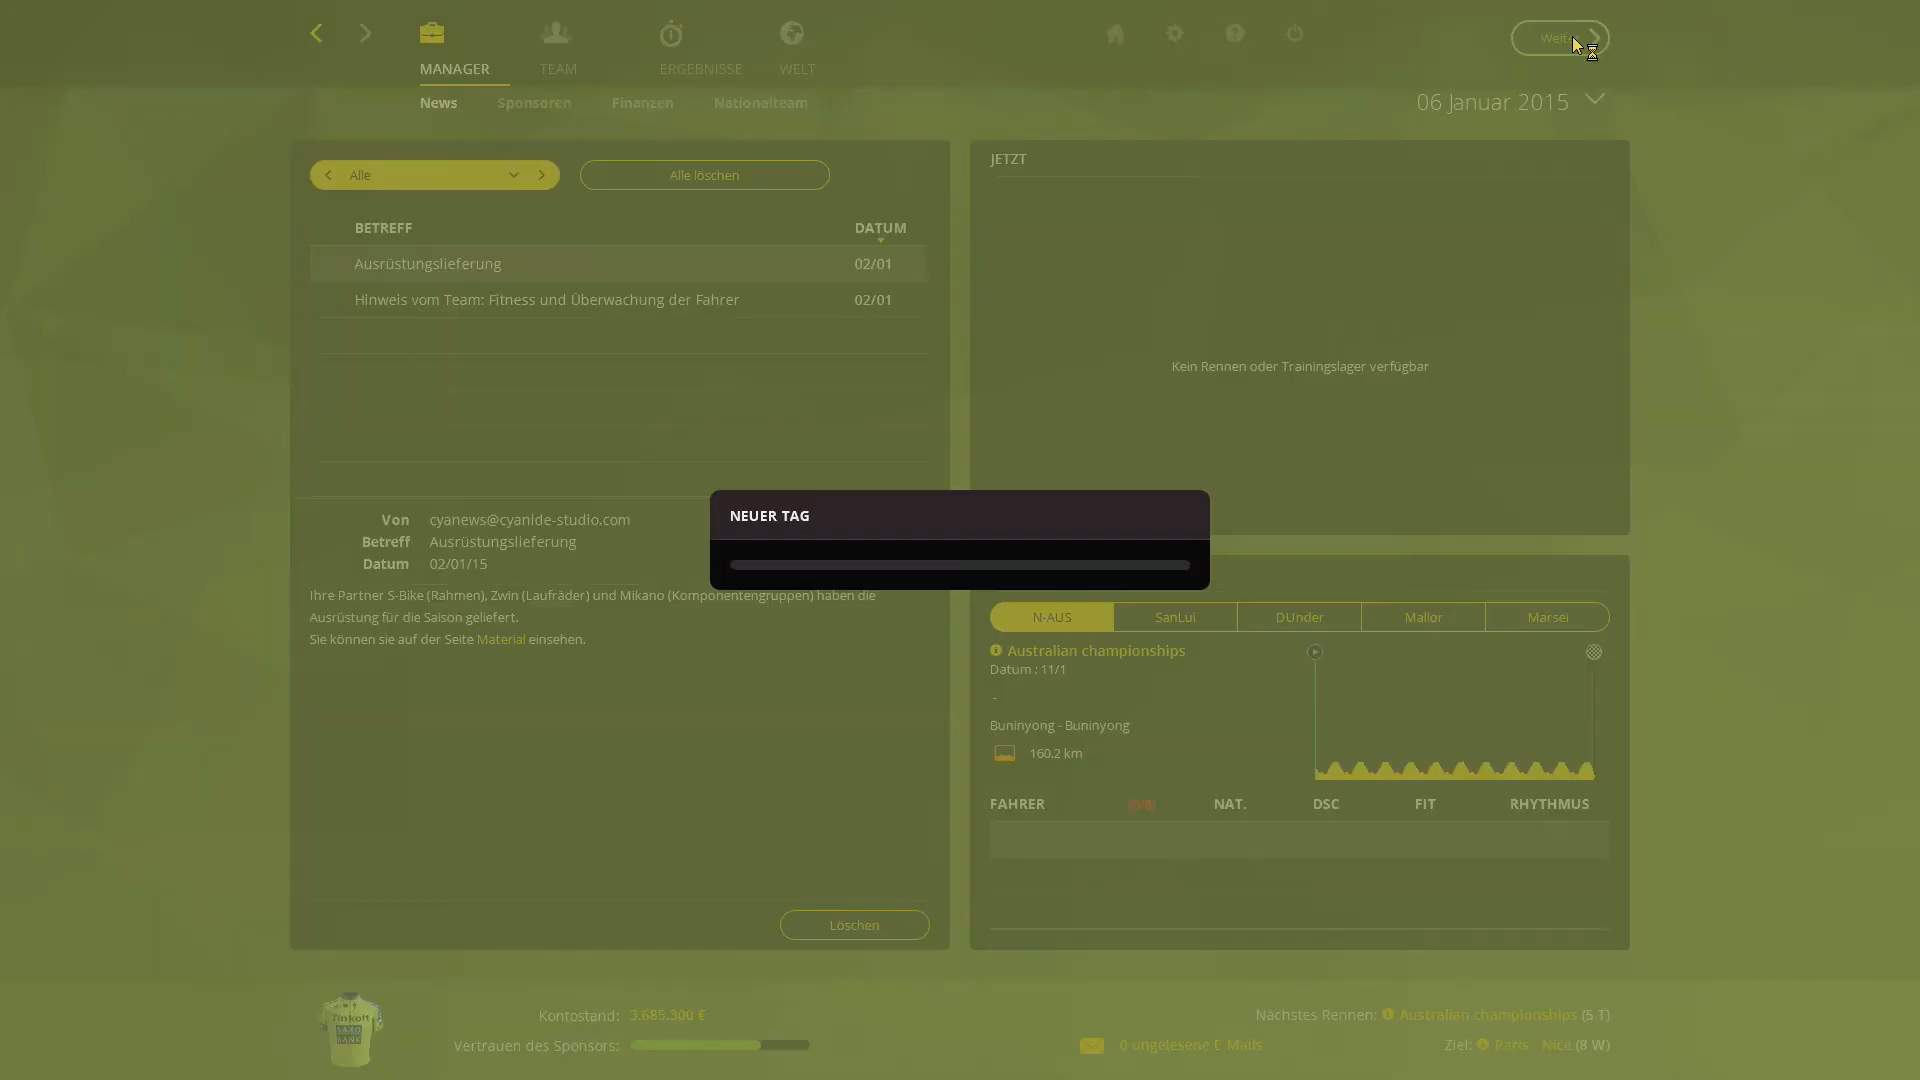 Weit
MANAGER TEAM ERGEBNISSE WELT
News Sponsoren Finanzen Nationalteam
06 Januar 2015
Alle Alle löschen
BETREFF DATUM
Ausrüstungslieferung 02/01
Hinweis vom Team: Fitness und Überwachung der Fahrer 02/01
Von cyanews@cyanide-studio.com
Betreff Ausrüstungslieferung
Datum 02/01/15
Ihre Partner S-Bike (Rahmen), Zwin (Laufräder) und Mikano (Komponentengruppen) haben die
Ausrüstung für die Saison geliefert.
Sie können sie auf der Seite Material einsehen.
Löschen
JETZT
Kein Rennen oder Trainingslager verfügbar
NEUER TAG
N-AUS SanLui DUnder Mallor Marsei
Australian championships
Datum : 11/1
-
Buninyong - Buninyong
160.2 km
FAHRER NAT. DSC FIT RHYTHMUS
Tinkoff
SAXO
BANK
Kontostand: 3.685.300 €
Vertrauen des Sponsors:
Nächstes Rennen: Australian championships (5 T)
0 ungelesene E-Mails
Ziel: Paris - Nice (8 W)